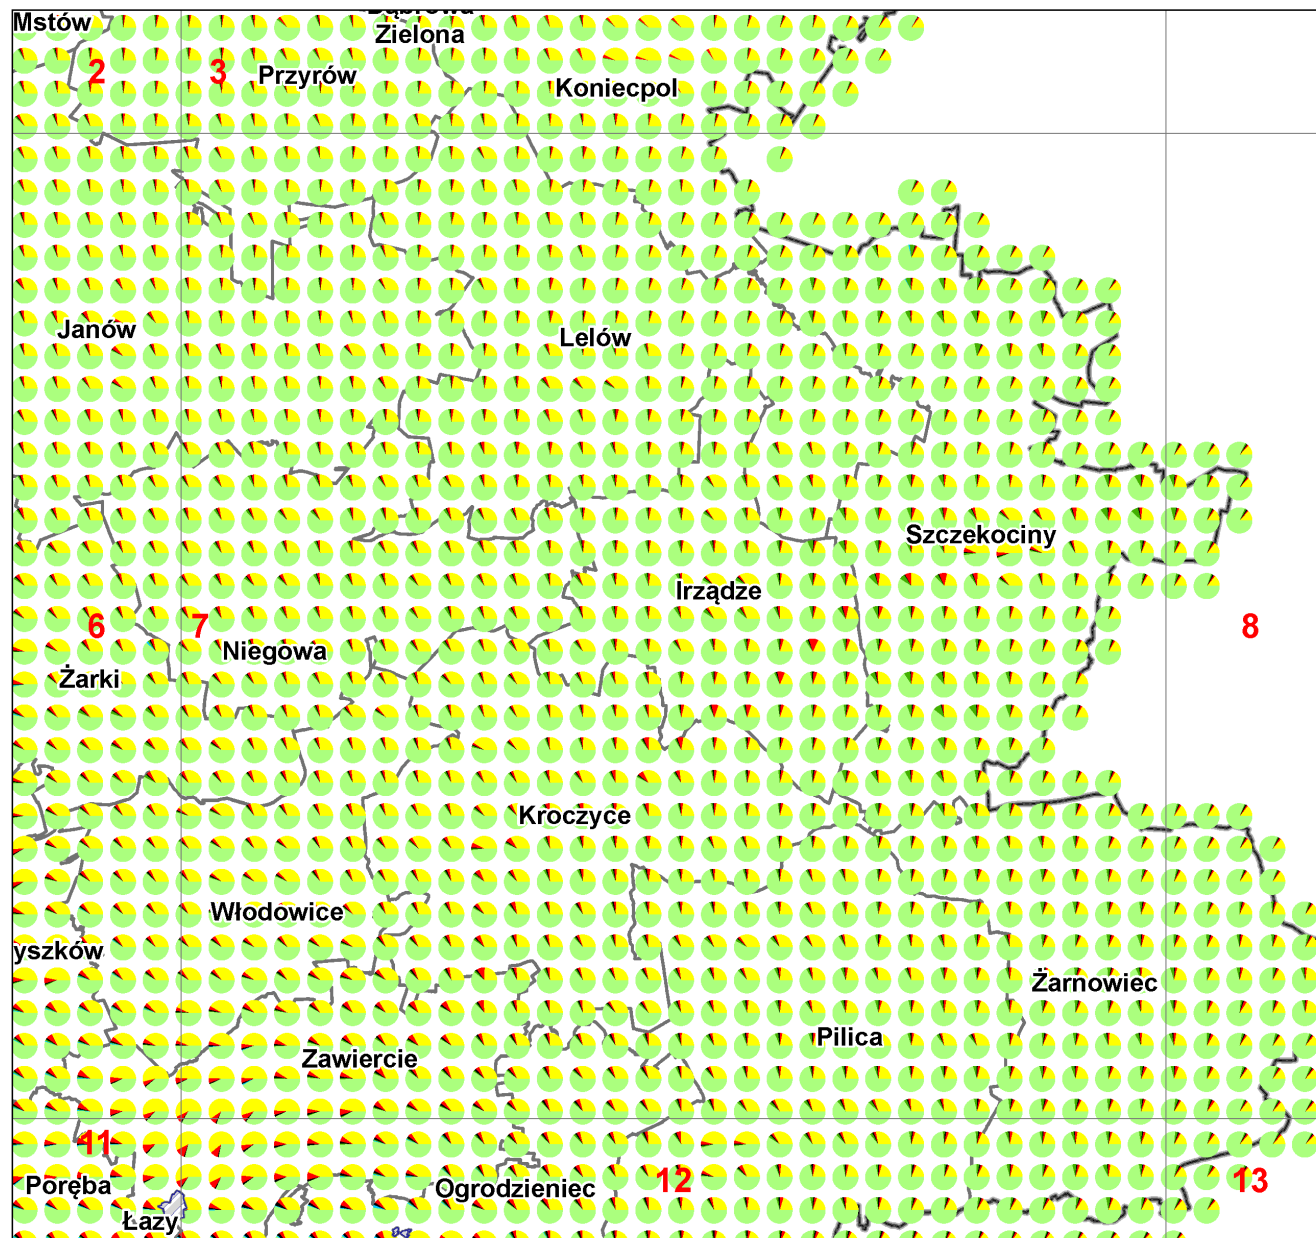 Dąbrowa
Mstów
Zielona
2
3
Przyrów
Koniecpol
Janów
Lelów
Szczekociny
Irządze
6
7
8
Niegowa
Żarki
Kroczyce
Włodowice
yszków
Żarnowiec
Pilica
Zawiercie
11
12
13
Poręba
Ogrodzieniec
Łazy